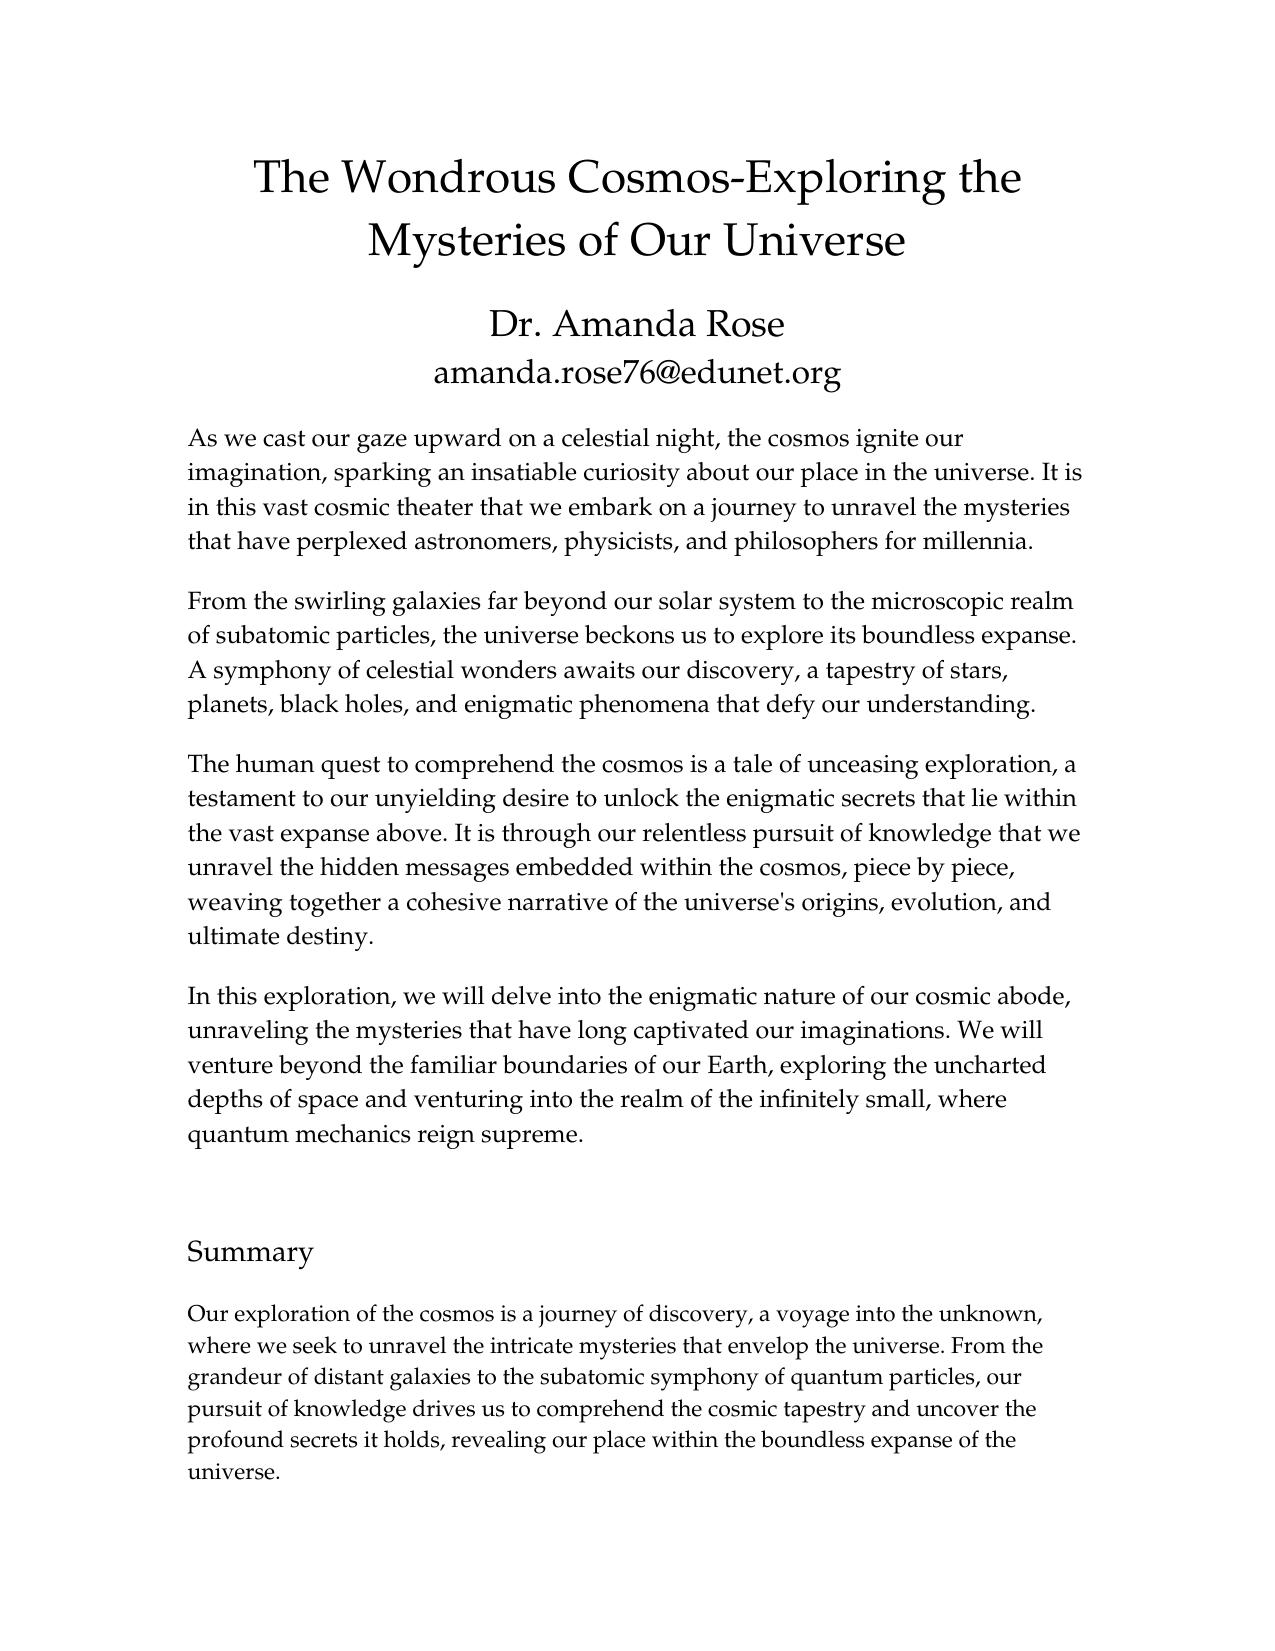 The Wondrous Cosmos-Exploring the
Mysteries of Our Universe
Dr. Amanda Rose
amanda.rose76@edunet.org
As we cast our gaze upward on a celestial night, the cosmos ignite our
imagination, sparking an insatiable curiosity about our place in the universe. It is
in this vast cosmic theater that we embark on a journey to unravel the mysteries
that have perplexed astronomers, physicists, and philosophers for millennia.
From the swirling galaxies far beyond our solar system to the microscopic realm
of subatomic particles, the universe beckons us to explore its boundless expanse.
A symphony of celestial wonders awaits our discovery, a tapestry of stars,
planets, black holes, and enigmatic phenomena that defy our understanding.
The human quest to comprehend the cosmos is a tale of unceasing exploration, a
testament to our unyielding desire to unlock the enigmatic secrets that lie within
the vast expanse above. It is through our relentless pursuit of knowledge that we
unravel the hidden messages embedded within the cosmos, piece by piece,
weaving together a cohesive narrative of the universe's origins, evolution, and
ultimate destiny.
In this exploration, we will delve into the enigmatic nature of our cosmic abode,
unraveling the mysteries that have long captivated our imaginations. We will
venture beyond the familiar boundaries of our Earth, exploring the uncharted
depths of space and venturing into the realm of the infinitely small, where
quantum mechanics reign supreme.
Summary
Our exploration of the cosmos is a journey of discovery, a voyage into the unknown,
where we seek to unravel the intricate mysteries that envelop the universe. From the
grandeur of distant galaxies to the subatomic symphony of quantum particles, our
pursuit of knowledge drives us to comprehend the cosmic tapestry and uncover the
profound secrets it holds, revealing our place within the boundless expanse of the
universe.